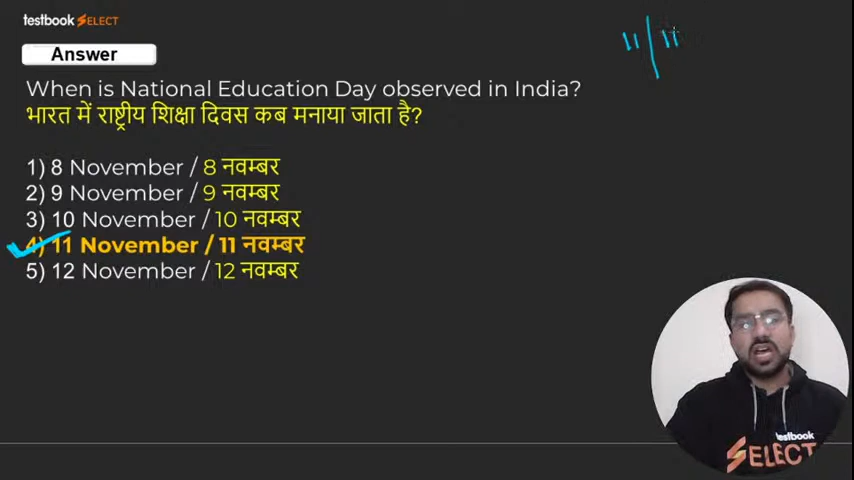 testbook SELECT
11/11
Answer
When is National Education Day observed in India?
भारत में राष्ट्रीय शिक्षा दिवस कब मनाया जाता है?
1) 8 November / 8 नवम्बर
2) 9 November / 9 नवम्बर
3) 10 November / 10 नवम्बर
4) 11 November / 11 नवम्बर
5) 12 November / 12 नवम्बर
testbook
SELECT